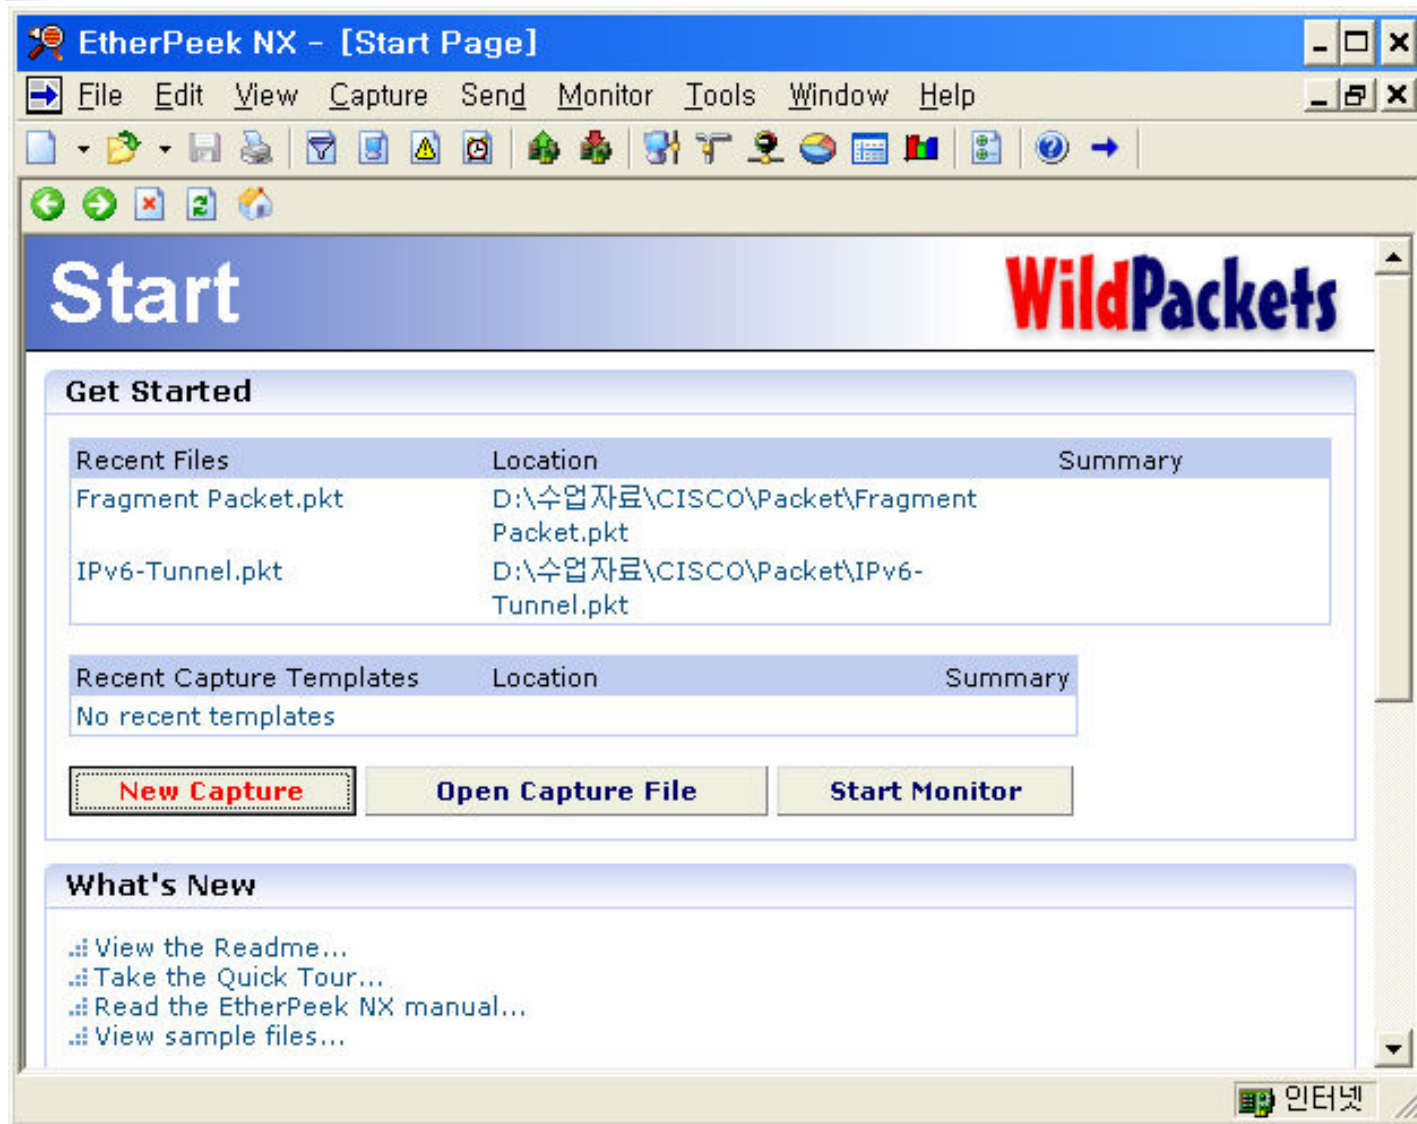 EtherPeek NX - [Start Page]
File Edit View Capture Send Monitor Tools Window Help
Start
WildPackets
Get Started
Recent Files Location Summary
Fragment Packet.pkt D:\수업자료\CISCO\Packet\Fragment
Packet.pkt
IPv6-Tunnel.pkt D:\수업자료\CISCO\Packet\IPv6-
Tunnel.pkt
Recent Capture Templates Location Summary
No recent templates
New Capture Open Capture File Start Monitor
What's New
View the Readme...
Take the Quick Tour...
Read the EtherPeek NX manual...
View sample files...
인터넷